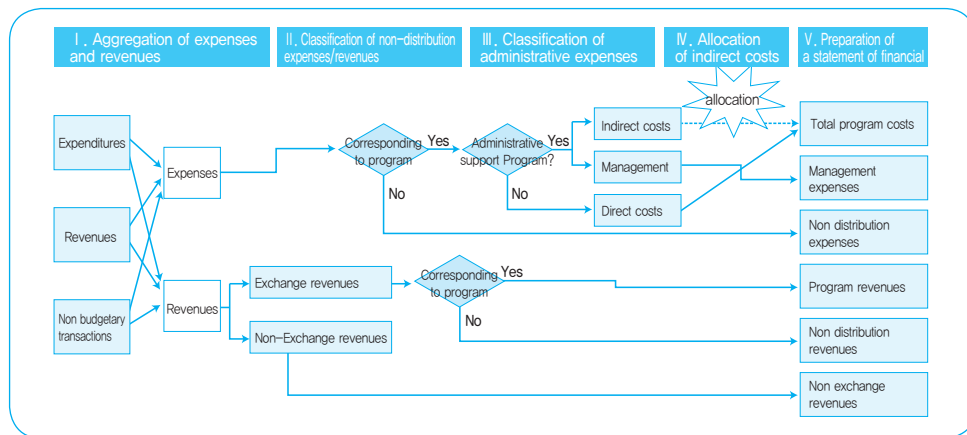 Ⅰ. Aggregation of expenses
and revenues
Ⅱ. Classification of non-distribution
expenses/revenues
Ⅲ. Classification of
administrative expenses
Ⅳ. Allocation
of indirect costs
Ⅴ. Preparation of
a statement of financial
allocation
Expenditures
Revenues
Non budgetary
transactions
Expenses
Revenues
Corresponding
to program
Yes
No
Administrative
support Program?
Yes
No
Indirect costs
Management
Direct costs
Exchange revenues
Non-Exchange revenues
Corresponding
to program
Yes
No
Total program costs
Management
expenses
Non distribution
expenses
Program revenues
Non distribution
revenues
Non exchange
revenues